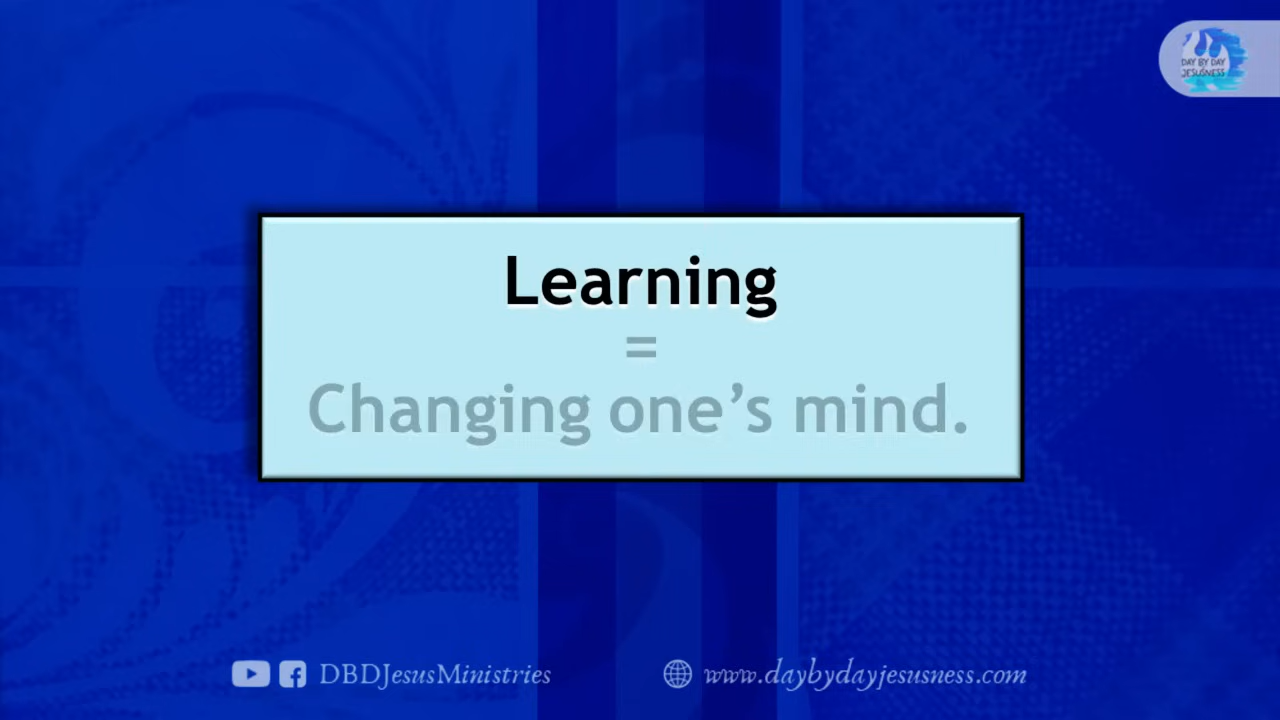 DAY BY DAY
JESUSNESS
Learning
=
Changing one’s mind.
DBDJesusMinistries
www.daybydayjesusness.com